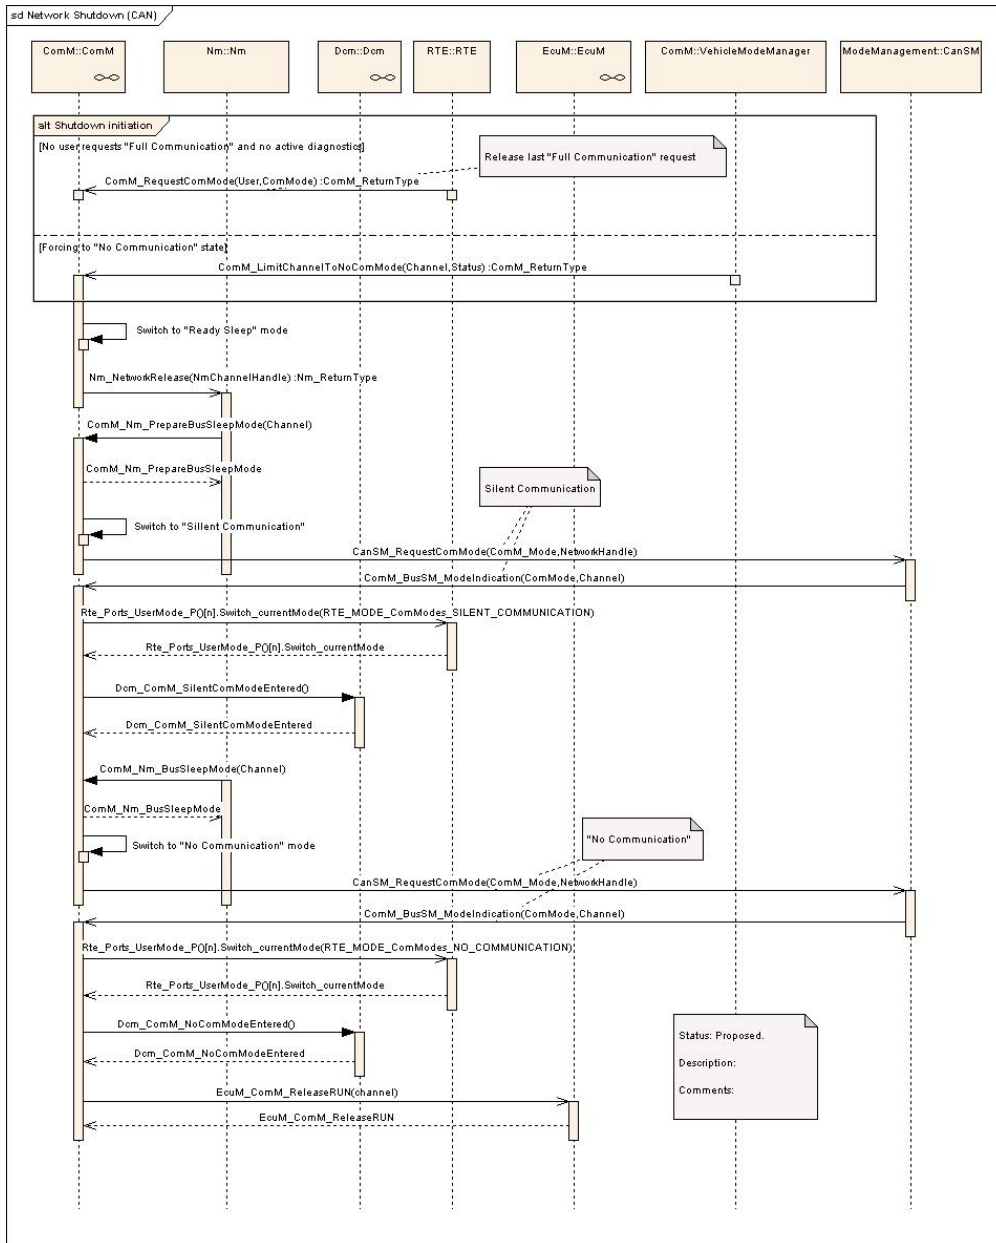 sd Network Shutdown (CAN)
ComM::ComM
Nm::Nm
Dcm::Dcm
RTE::RTE
EcuM::EcuM
ComM::VehicleModeManager
ModeManagement::CanSM
alt Shutdown initiation
[No user requests "Full Communication" and no active diagnostics]
Release last "Full Communication" request
ComM_RequestComMode(User,ComMode) :ComM_ReturnType
[Forcing to "No Communication" state]
ComM_LimitChannelToNoComMode(Channel,Status) :ComM_ReturnType
Switch to "Ready Sleep" mode
Nm_NetworkRelease(NmChannelHandle) :Nm_ReturnType
ComM_Nm_PrepareBusSleepMode(Channel)
ComM_Nm_PrepareBusSleepMode
Silent Communication
Switch to "Sillent Communication"
CanSM_RequestComMode(ComM_Mode,NetworkHandle)
ComM_BusSM_ModeIndication(ComMode,Channel)
Rte_Ports_UserMode_P()[n].Switch_currentMode(RTE_MODE_ComModes_SILENT_COMMUNICATION)
Rte_Ports_UserMode_P()[n].Switch_currentMode
Dcm_ComM_SilentComModeEntered()
Dcm_ComM_SilentComModeEntered
ComM_Nm_BusSleepMode(Channel)
ComM_Nm_BusSleepMode
Switch to "No Communication" mode
"No Communication"
CanSM_RequestComMode(ComM_Mode,NetworkHandle)
ComM_BusSM_ModeIndication(ComMode,Channel)
Rte_Ports_UserMode_P()[n].Switch_currentMode(RTE_MODE_ComModes_NO_COMMUNICATION)
Rte_Ports_UserMode_P()[n].Switch_currentMode
Dcm_ComM_NoComModeEntered()
Dcm_ComM_NoComModeEntered
Status: Proposed.
Description:
Comments:
EcuM_ComM_ReleaseRUN(channel)
EcuM_ComM_ReleaseRUN